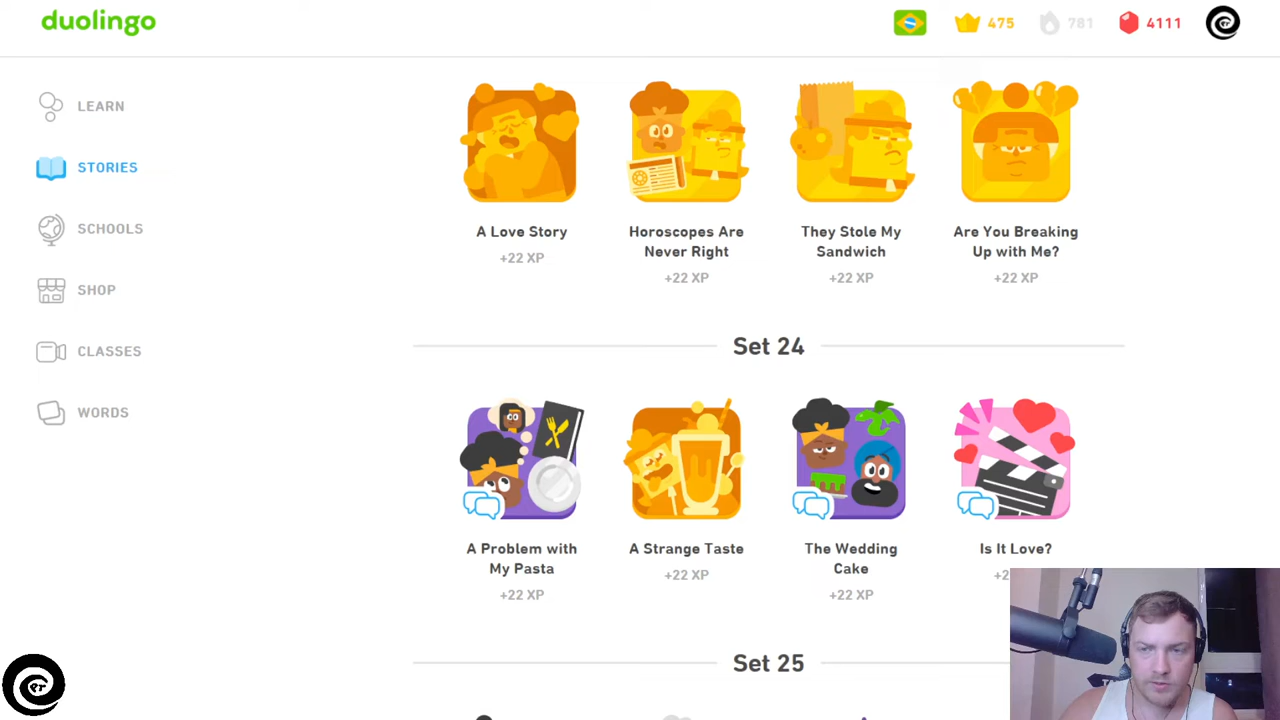 duolingo
475
781
4111
LEARN
STORIES
SCHOOLS
SHOP
CLASSES
WORDS
A Love Story
+22 XP
Horoscopes Are
Never Right
+22 XP
They Stole My
Sandwich
+22 XP
Are You Breaking
Up with Me?
+22 XP
Set 24
A Problem with
My Pasta
+22 XP
A Strange Taste
+22 XP
The Wedding
Cake
+22 XP
Is It Love?
Set 25